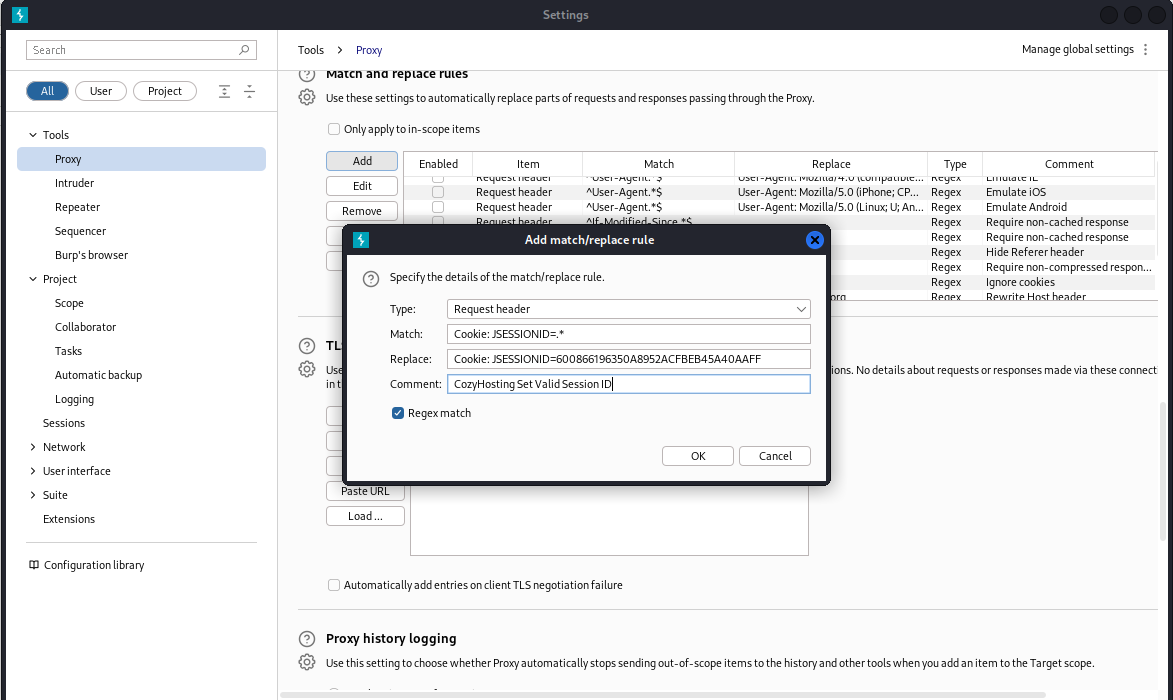 Settings
Search
All User Project
Tools
Proxy
Intruder
Repeater
Sequencer
Burp's browser
Project
Scope
Collaborator
Tasks
Automatic backup
Logging
Sessions
Network
User interface
Suite
Extensions
Configuration library
Tools > Proxy
Manage global settings
Match and replace rules
Use these settings to automatically replace parts of requests and responses passing through the Proxy.
Only apply to in-scope items
Add
Edit
Remove
Enabled Item Match Replace Type Comment
Request header ^User-Agent.*$ User-Agent: Mozilla/4.0 (compatible... Regex Emulate IE
Request header ^User-Agent.*$ User-Agent: Mozilla/5.0 (iPhone; CP... Regex Emulate iOS
Request header ^User-Agent.*$ User-Agent: Mozilla/5.0 (Linux; U; An... Regex Emulate Android
Request header ^If-Modified-Since.*$ Regex Require non-cached response
Regex Require non-cached response
Regex Hide Referer header
Regex Require non-compressed respon...
Regex Ignore cookies
org Regex Rewrite Host header
Add match/replace rule
Specify the details of the match/replace rule.
Type: Request header
Match: Cookie: JSESSIONID=.*
Replace: Cookie: JSESSIONID=600866196350A8952ACFBEB45A40AAFF
Comment: CozyHosting Set Valid Session ID
Regex match
OK Cancel
No details about requests or responses made via these connecti
in t
Paste URL
Load ...
Automatically add entries on client TLS negotiation failure
Proxy history logging
Use this setting to choose whether Proxy automatically stops sending out-of-scope items to the history and other tools when you add an item to the Target scope.